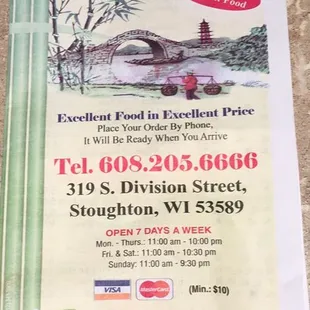 Food
Excellent Food in Excellent Price
Place Your Order By Phone,
It Will Be Ready When You Arrive
Tel. 608.205.6666
319 S. Division Street,
Stoughton, WI 53589
OPEN 7 DAYS A WEEK
Mon. - Thurs.: 11:00 am - 10:00 pm
Fri. & Sat.: 11:00 am - 10:30 pm
Sunday: 11:00 am - 9:30 pm
VISA MasterCard (Min.: $10)